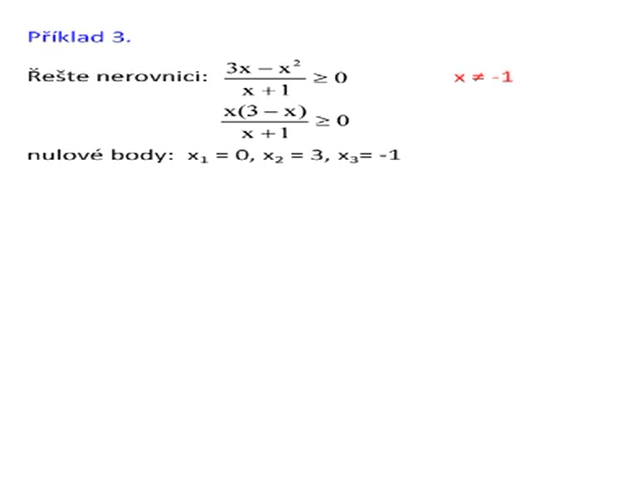 Příklad 3.
Řešte nerovnici: (3x − x²)/(x + 1) ≥ 0 x ≠ -1
x(3 − x)/(x + 1) ≥ 0
nulové body: x₁ = 0, x₂ = 3, x₃= -1